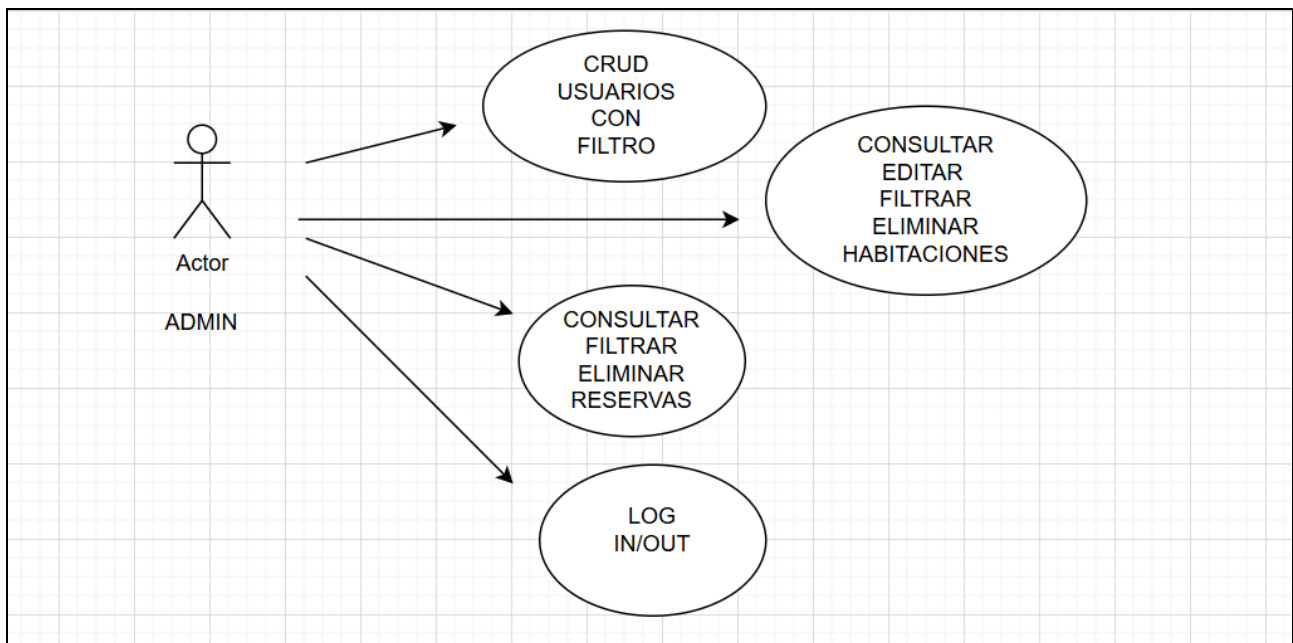 CRUD
USUARIOS
CON
FILTRO
CONSULTAR
EDITAR
FILTRAR
ELIMINAR
HABITACIONES
Actor
ADMIN
CONSULTAR
FILTRAR
ELIMINAR
RESERVAS
LOG
IN/OUT